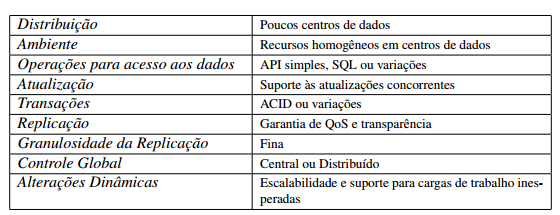 Distribuição Poucos centros de dados
Ambiente Recursos homogêneos em centros de dados
Operações para acesso aos dados API simples, SQL ou variações
Atualização Suporte às atualizações concorrentes
Transações ACID ou variações
Replicação Garantia de QoS e transparência
Granulosidade da Replicação Fina
Controle Global Central ou Distribuído
Alterações Dinâmicas Escalabilidade e suporte para cargas de trabalho ines-
peradas